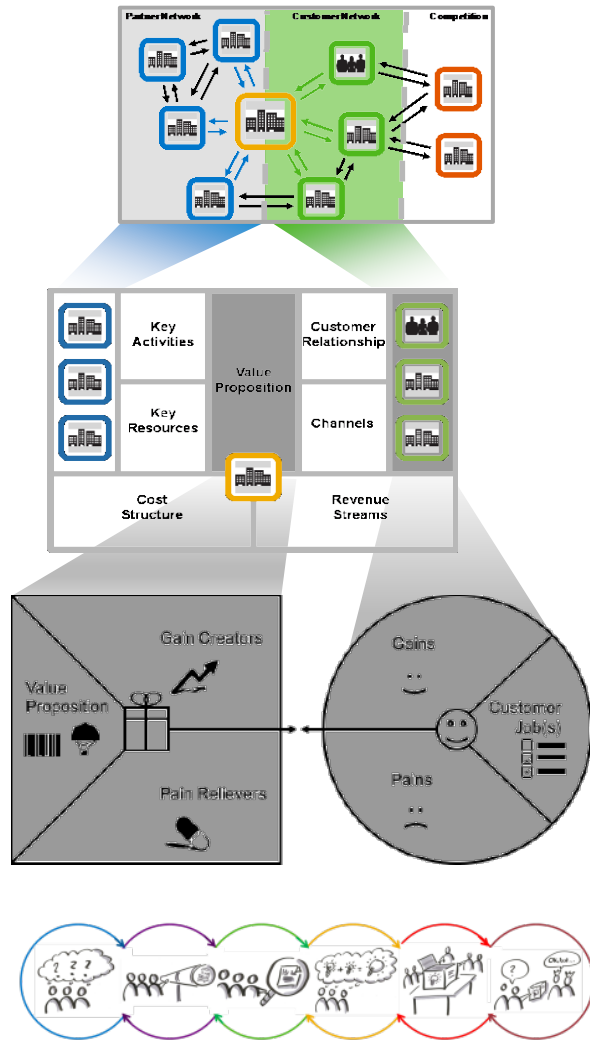 Partner Network
Customer Network
Competition
Key
Activities
Customer
Relationship
Value
Proposition
Key
Resources
Channels
Cost
Structure
Revenue
Streams
Gain Creators
Gains
Value
Proposition
Customer
Job(s)
Pain Relievers
Pains
? ? ?
?